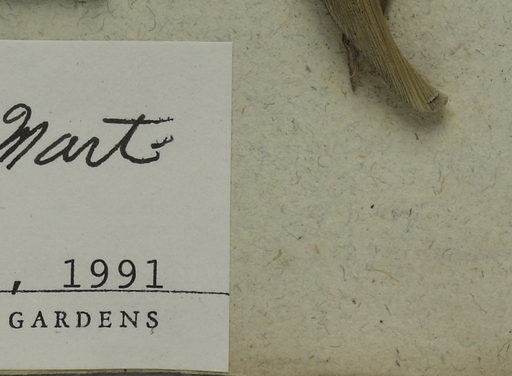 Mart.
, 1991
GARDENS